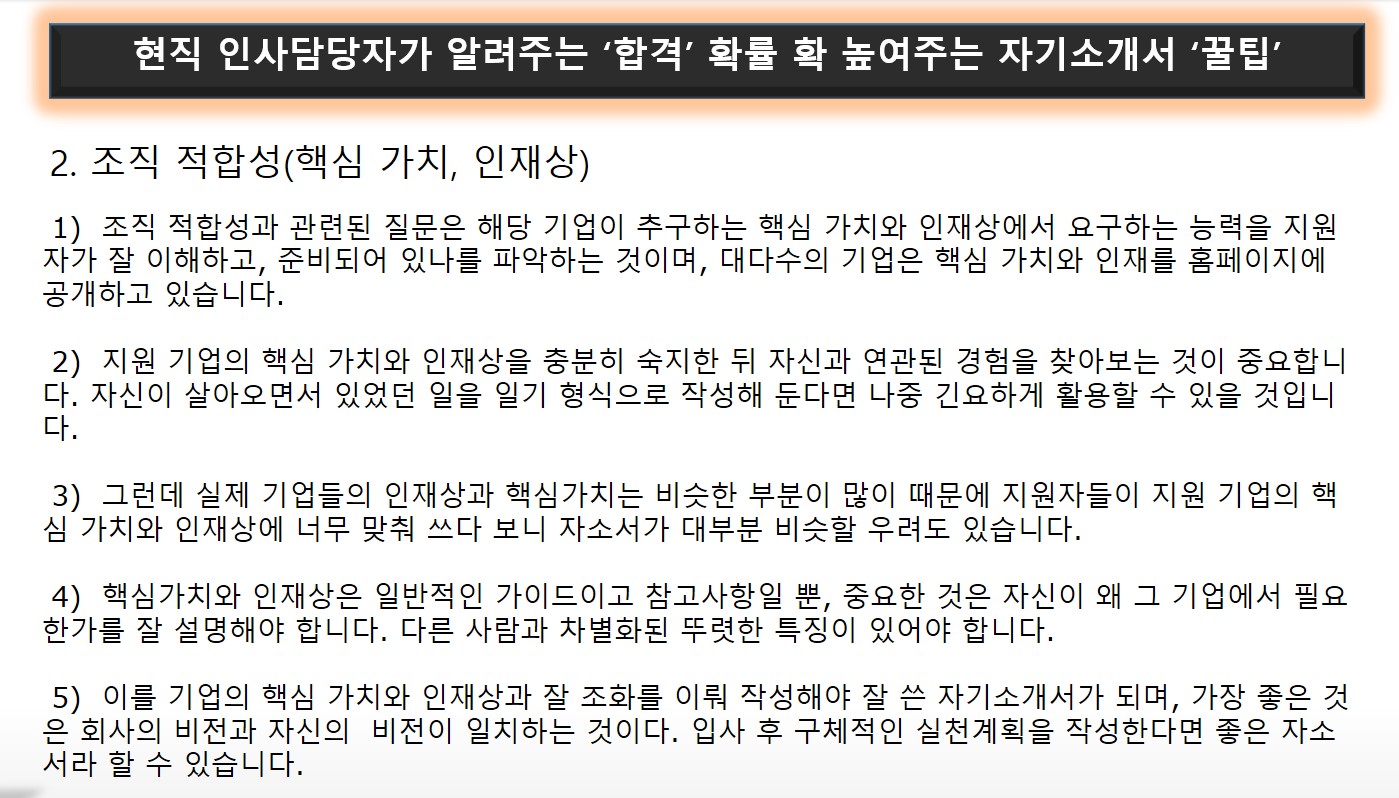 현직 인사담당자가 알려주는 ‘합격’ 확률 확 높여주는 자기소개서 ‘꿀팁’
2. 조직 적합성(핵심 가치, 인재상)
1) 조직 적합성과 관련된 질문은 해당 기업이 추구하는 핵심 가치와 인재상에서 요구하는 능력을 지원
자가 잘 이해하고, 준비되어 있나를 파악하는 것이며, 대다수의 기업은 핵심 가치와 인재를 홈페이지에
공개하고 있습니다.
2) 지원 기업의 핵심 가치와 인재상을 충분히 숙지한 뒤 자신과 연관된 경험을 찾아보는 것이 중요합니
다. 자신이 살아오면서 있었던 일을 일기 형식으로 작성해 둔다면 나중 긴요하게 활용할 수 있을 것입니
다.
3) 그런데 실제 기업들의 인재상과 핵심가치는 비슷한 부분이 많이 때문에 지원자들이 지원 기업의 핵
심 가치와 인재상에 너무 맞춰 쓰다 보니 자소서가 대부분 비슷할 우려도 있습니다.
4) 핵심가치와 인재상은 일반적인 가이드이고 참고사항일 뿐, 중요한 것은 자신이 왜 그 기업에서 필요
한가를 잘 설명해야 합니다. 다른 사람과 차별화된 뚜렷한 특징이 있어야 합니다.
5) 이를 기업의 핵심 가치와 인재상과 잘 조화를 이뤄 작성해야 잘 쓴 자기소개서가 되며, 가장 좋은 것
은 회사의 비전과 자신의 비전이 일치하는 것이다. 입사 후 구체적인 실천계획을 작성한다면 좋은 자소
서라 할 수 있습니다.